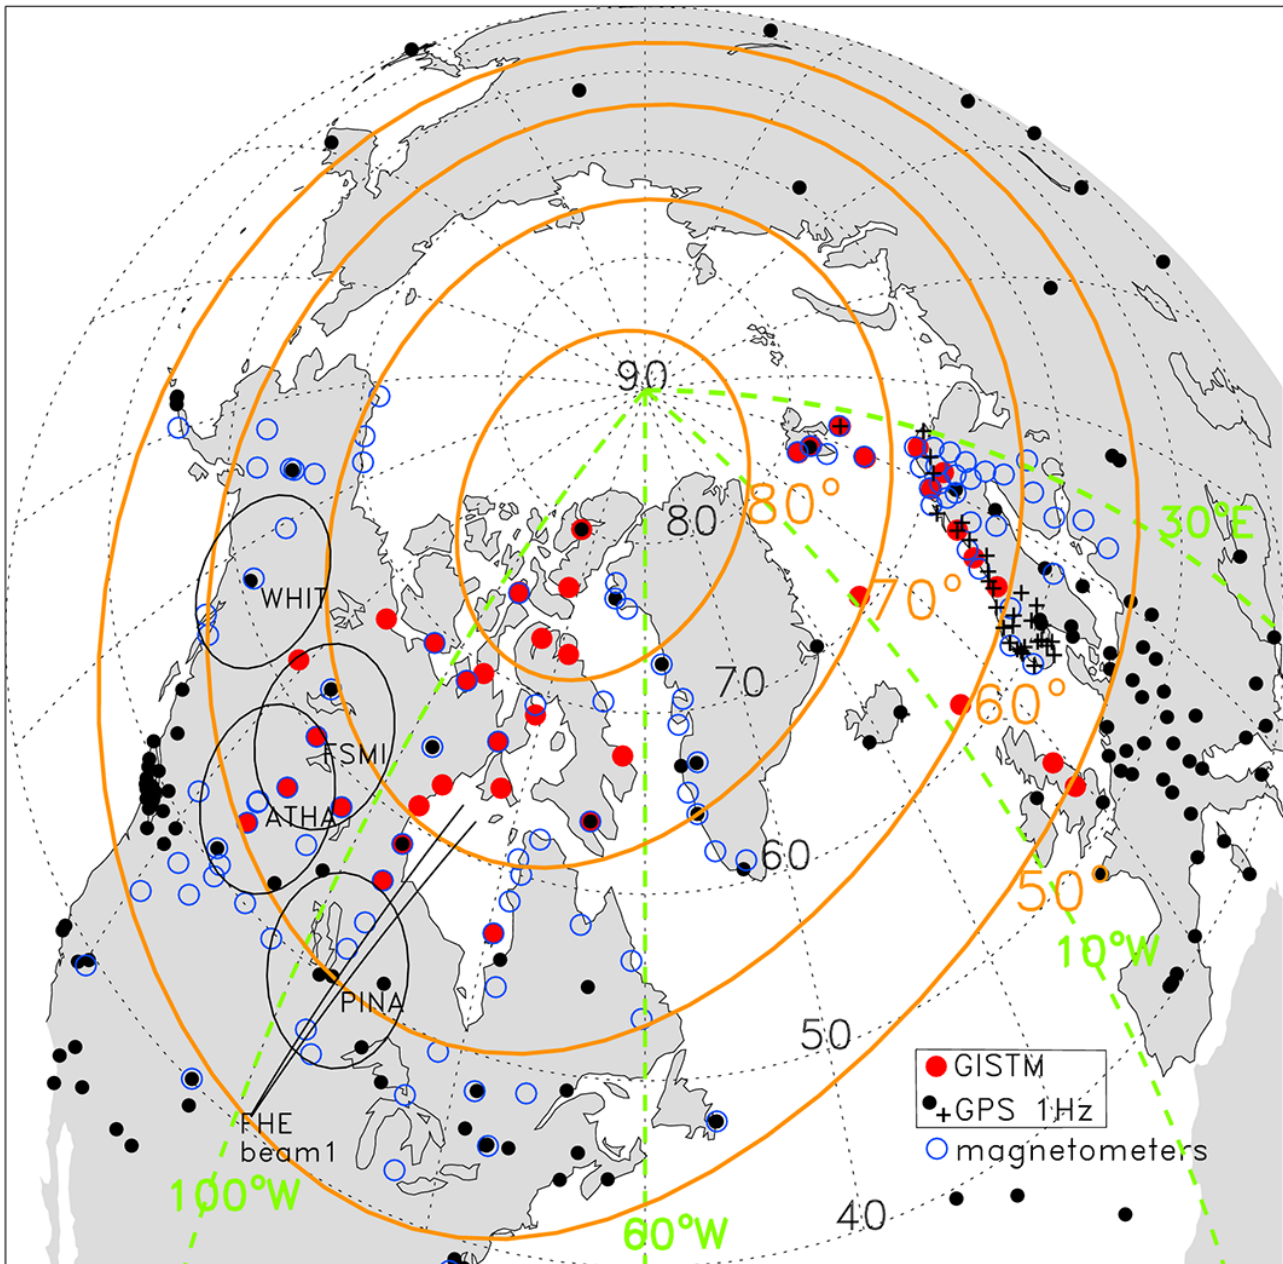 90
80
80°
30°E
70°
WHIT
70
60°
FSMI
ATHA
60
50°
10°W
PINA
50
GISTM
GPS 1Hz
magnetometers
FHE
beam1
100°W
60°W
40